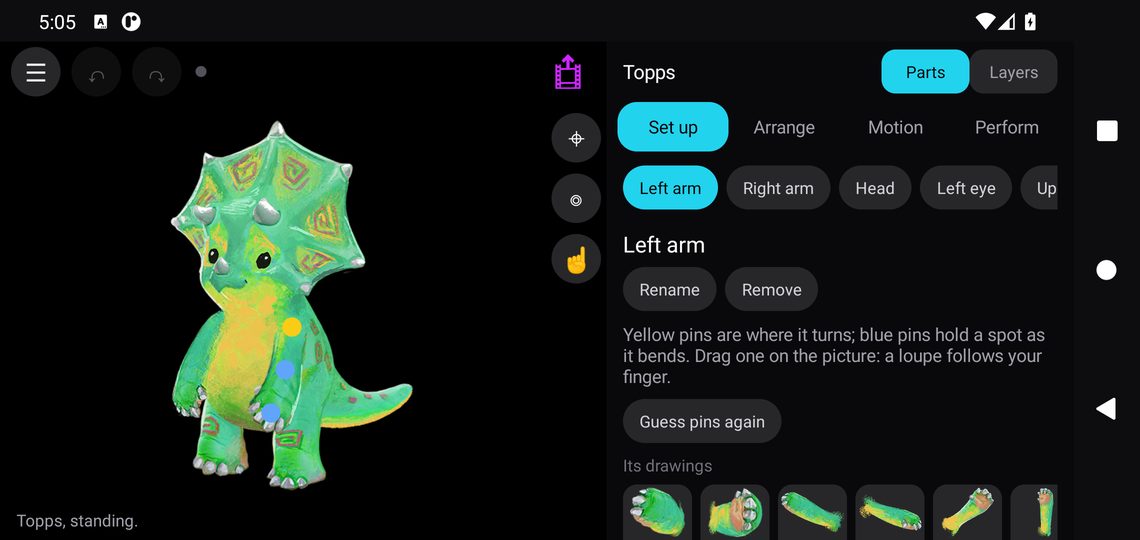 5:05
Topps
Parts
Layers
Set up
Arrange
Motion
Perform
Left arm
Right arm
Head
Left eye
Up
Left arm
Rename
Remove
Yellow pins are where it turns; blue pins hold a spot as
it bends. Drag one on the picture: a loupe follows your
finger.
Guess pins again
Its drawings
Topps, standing.